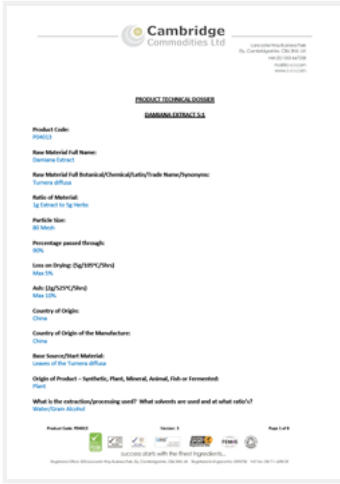 Cambridge
Commodities Ltd
PRODUCT TECHNICAL DOSSIER
DAMIANA EXTRACT 5:1
Product Code:
P04013
Raw Material Full Name:
Damiana Extract
Raw Material Full Botanical/Chemical/Latin/Trade Name/Synonyms:
Turnera diffusa
Ratio of Material:
1g Extract to 5g Herbs
Particle Size:
80 Mesh
Percentage passed through:
90%
Loss on Drying: (5g/105°C/5hrs)
Max 5%
Ash: (2g/525°C/5hrs)
Max 10%
Country of Origin:
China
Country of Origin of the Manufacture:
China
Base Source/Start Material:
Leaves of the Turnera diffusa
Origin of Product – Synthetic, Plant, Mineral, Animal, Fish or Fermented:
Plant
What is the extraction/processing used? What solvents are used and at what ratio's?
Water/Grain Alcohol
Product Code: P04013 Version: 3 Page 1 of 8
success starts with the finest ingredients...